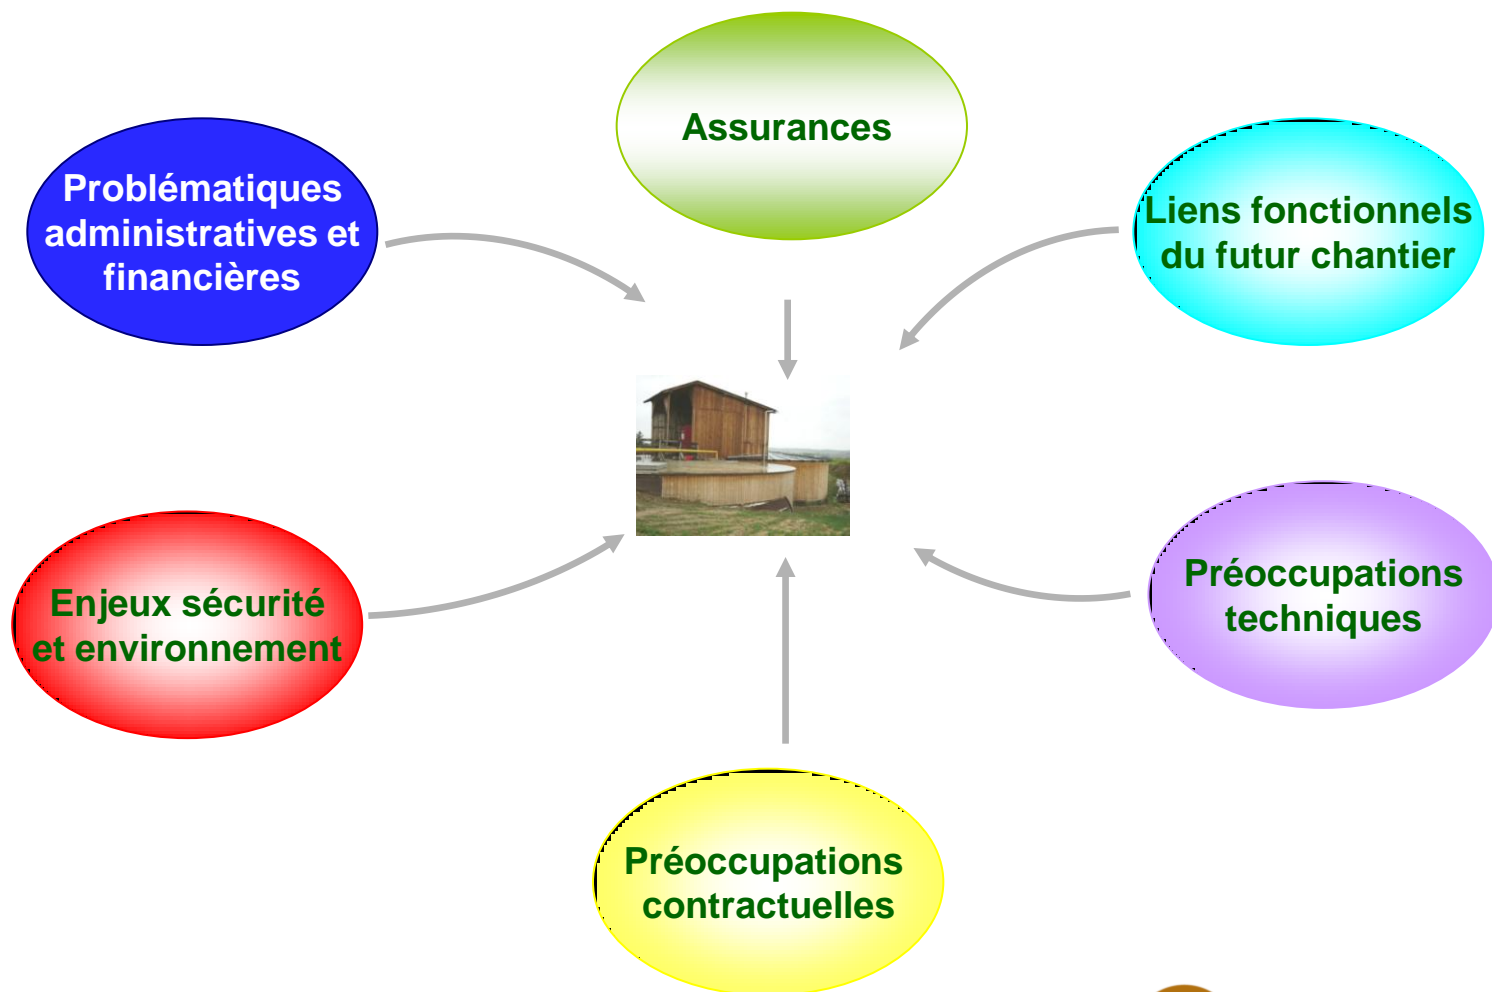 Assurances
Problématiques
administratives et
financières
Liens fonctionnels
du futur chantier
Enjeux sécurité
et environnement
Préoccupations
techniques
Préoccupations
contractuelles